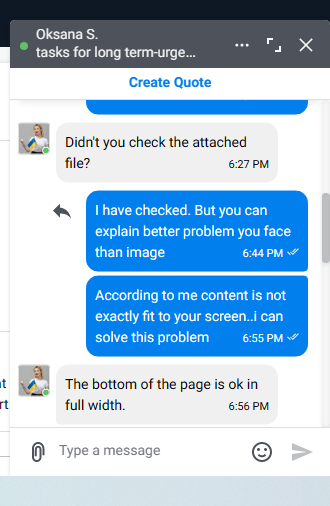 Oksana S.
tasks for long term-urge...
Create Quote
Didn't you check the attached
file?
6:27 PM
I have checked. But you can
explain better problem you face
than image
6:44 PM
According to me content is not
exactly fit to your screen..i can
solve this problem
6:55 PM
The bottom of the page is ok in
full width.
6:56 PM
Type a message